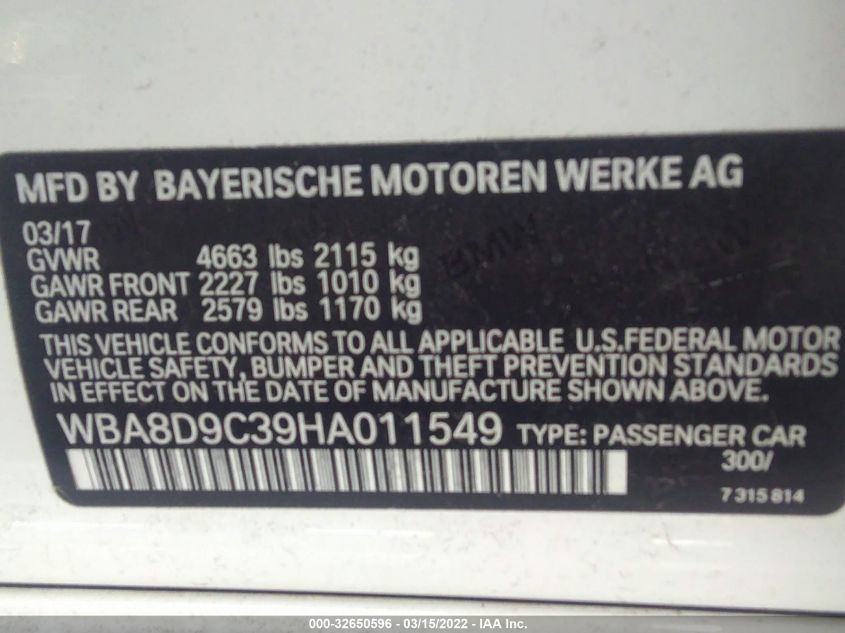 MFD BY BAYERISCHE MOTOREN WERKE AG
03/17
GVWR 4663 lbs 2115 kg
GAWR FRONT 2227 lbs 1010 kg
GAWR REAR 2579 lbs 1170 kg
BMW
THIS VEHICLE CONFORMS TO ALL APPLICABLE U.S.FEDERAL MOTOR
VEHICLE SAFETY, BUMPER AND THEFT PREVENTION STANDARDS
IN EFFECT ON THE DATE OF MANUFACTURE SHOWN ABOVE.
WBA8D9C39HA011549 TYPE: PASSENGER CAR
300/
7315814
000-32650596 — 03/15/2022 — IAA Inc.